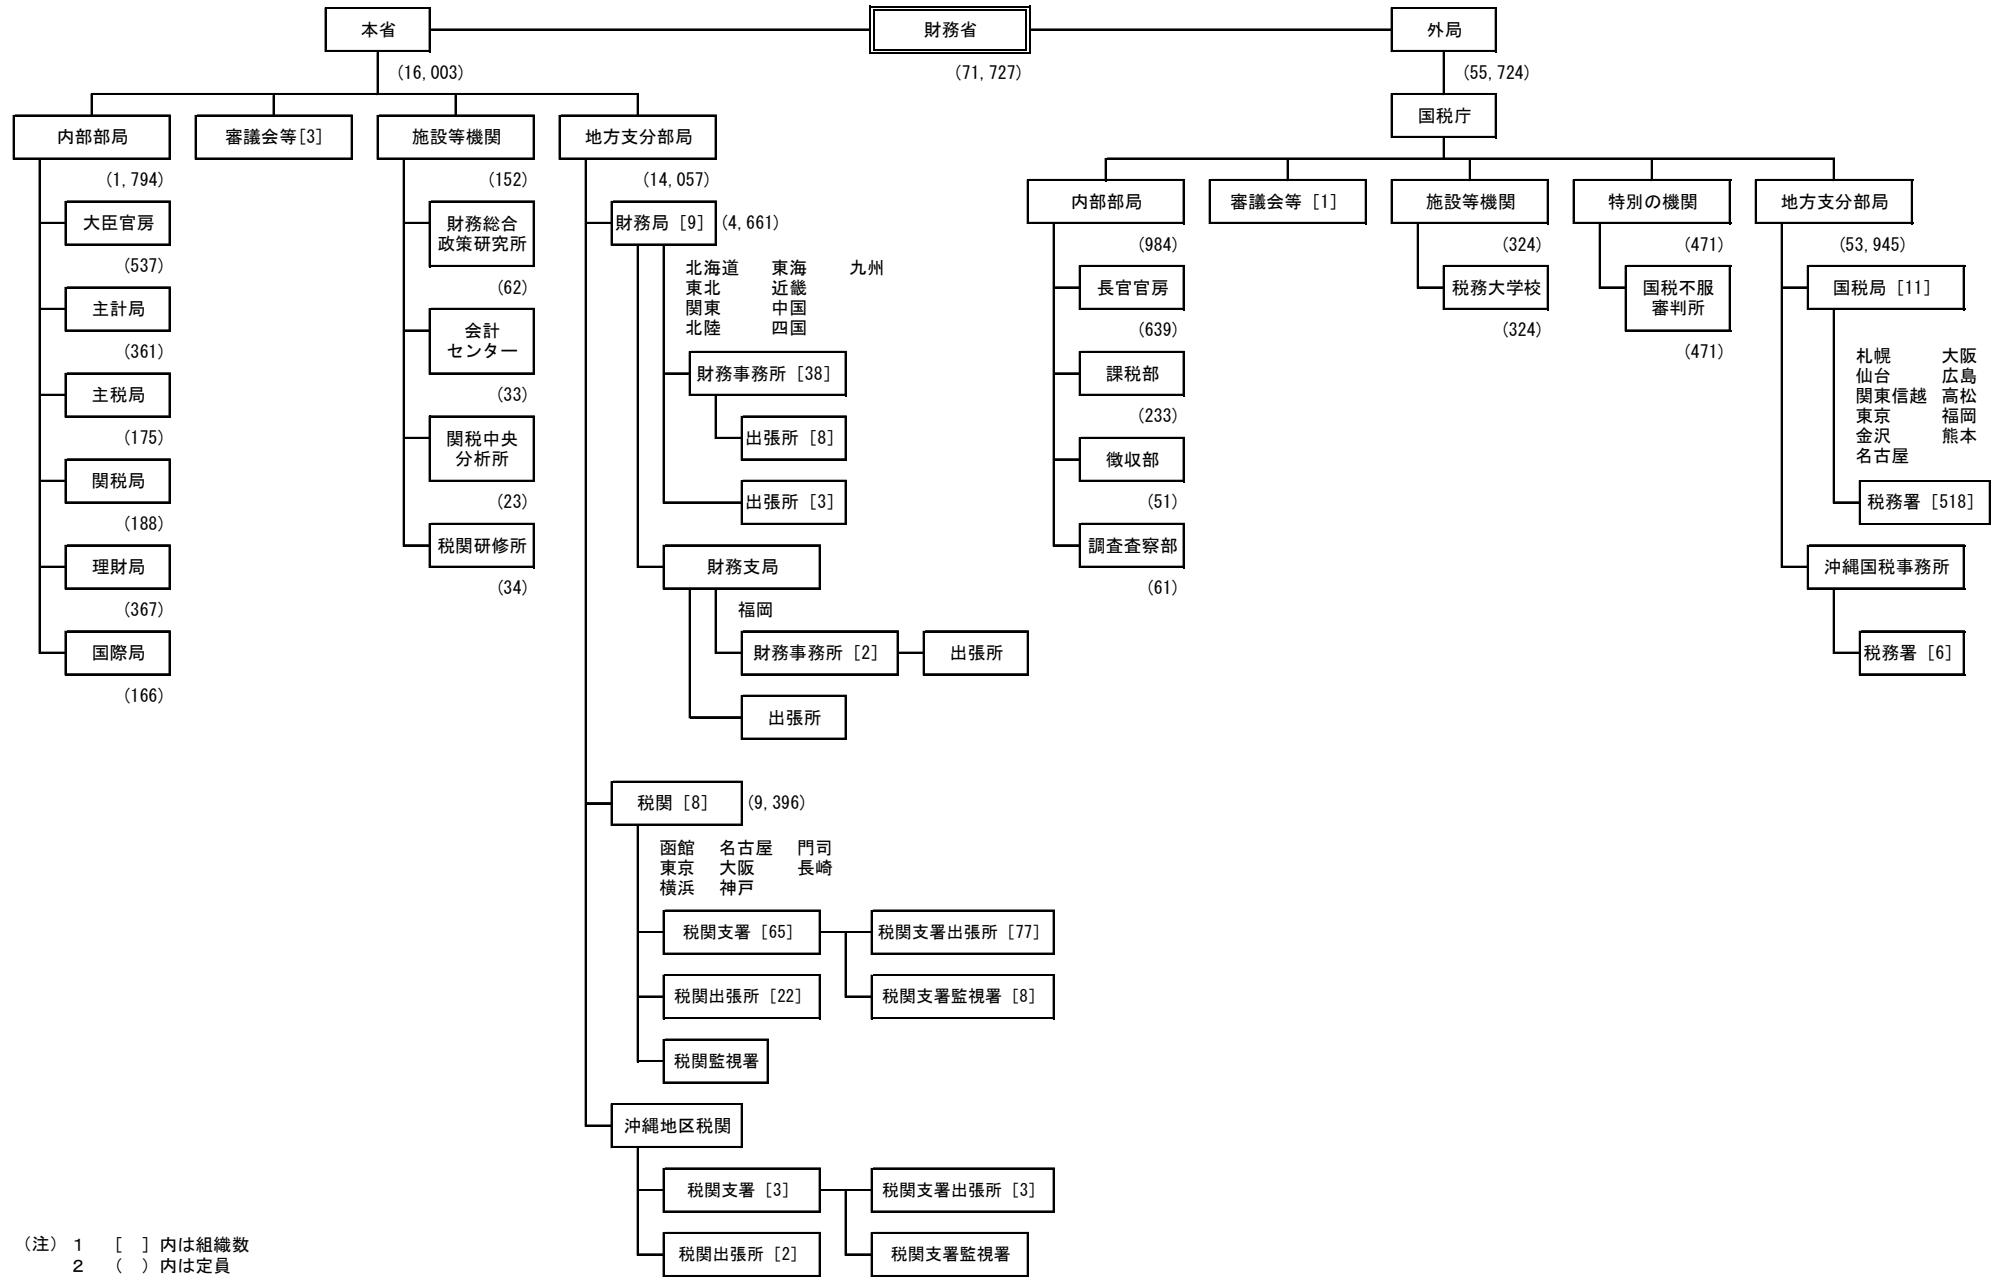 財務省
(71,727)
本省
(16,003)
内部部局
(1,794)
大臣官房
(537)
主計局
(361)
主税局
(175)
関税局
(188)
理財局
(367)
国際局
(166)
審議会等[3]
施設等機関
(152)
財務総合
政策研究所
(62)
会計
センター
(33)
関税中央
分析所
(23)
税関研修所
(34)
地方支分部局
(14,057)
財務局 [9] (4,661)
北海道 東海 九州
東北 近畿
関東 中国
北陸 四国
財務事務所 [38]
出張所 [8]
出張所 [3]
財務支局
福岡
財務事務所 [2] 出張所
出張所
税関 [8] (9,396)
函館 名古屋 門司
東京 大阪 長崎
横浜 神戸
税関支署 [65] 税関支署出張所 [77]
税関出張所 [22] 税関支署監視署 [8]
税関監視署
沖縄地区税関
税関支署 [3] 税関支署出張所 [3]
税関出張所 [2] 税関支署監視署
外局
(55,724)
国税庁
内部部局
(984)
長官官房
(639)
課税部
(233)
徴収部
(51)
調査査察部
(61)
審議会等 [1]
施設等機関
(324)
税務大学校
(324)
特別の機関
(471)
国税不服
審判所
(471)
地方支分部局
(53,945)
国税局 [11]
札幌 大阪
仙台 広島
関東信越 高松
東京 福岡
金沢 熊本
名古屋
税務署 [518]
沖縄国税事務所
税務署 [6]
(注) 1 [ ] 内は組織数
2 ( ) 内は定員